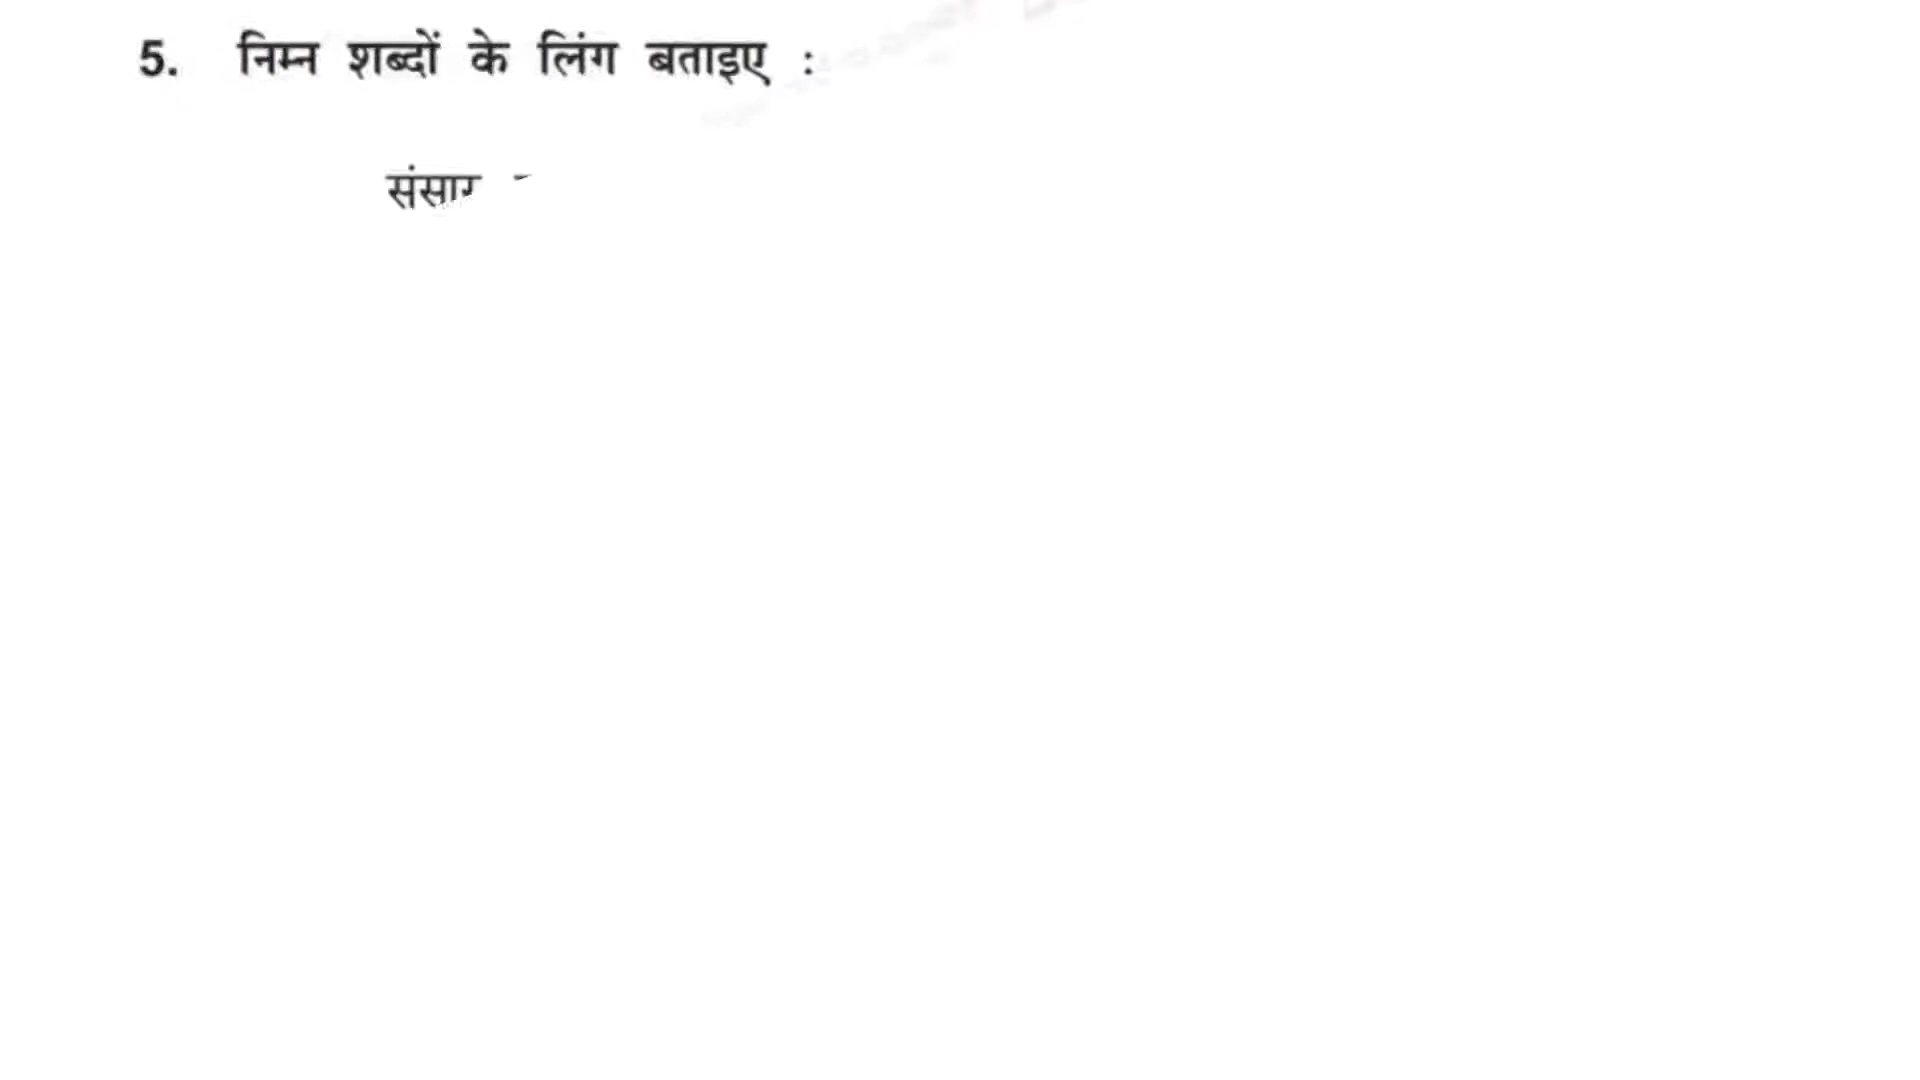 5. निम्न शब्दों के लिंग बताइए :
संसार